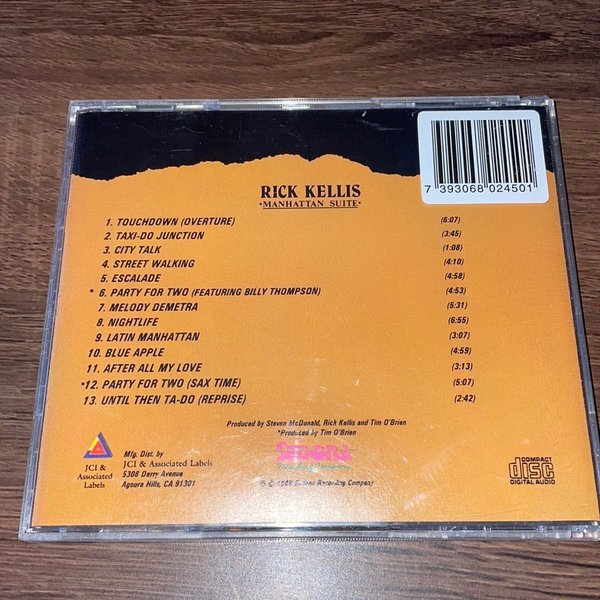 7 393068 024501
RICK KELLIS
•MANHATTAN SUITE•
1. TOUCHDOWN (OVERTURE) (6:07)
2. TAXI-DO JUNCTION (3:45)
3. CITY TALK (1:08)
4. STREET WALKING (4:10)
5. ESCALADE (4:58)
* 6. PARTY FOR TWO (FEATURING BILLY THOMPSON) (4:53)
7. MELODY DEMETRA (5:31)
8. NIGHTLIFE (6:55)
9. LATIN MANHATTAN (3:07)
10. BLUE APPLE (4:59)
11. AFTER ALL MY LOVE (3:13)
*12. PARTY FOR TWO (SAX TIME) (5:07)
13. UNTIL THEN TA-DO (REPRISE) (2:42)
Produced by Steven McDonald, Rick Kellis and Tim O'Brien
*Produced by Tim O'Brien
JCI &
Associated
Labels
Mfg. Dist. by
JCI & Associated Labels
5308 Derry Avenue
Agoura Hills, CA 91301
Sedona
℗ © 1988 Sedona Recording Company
COMPACT
disc
DIGITAL AUDIO